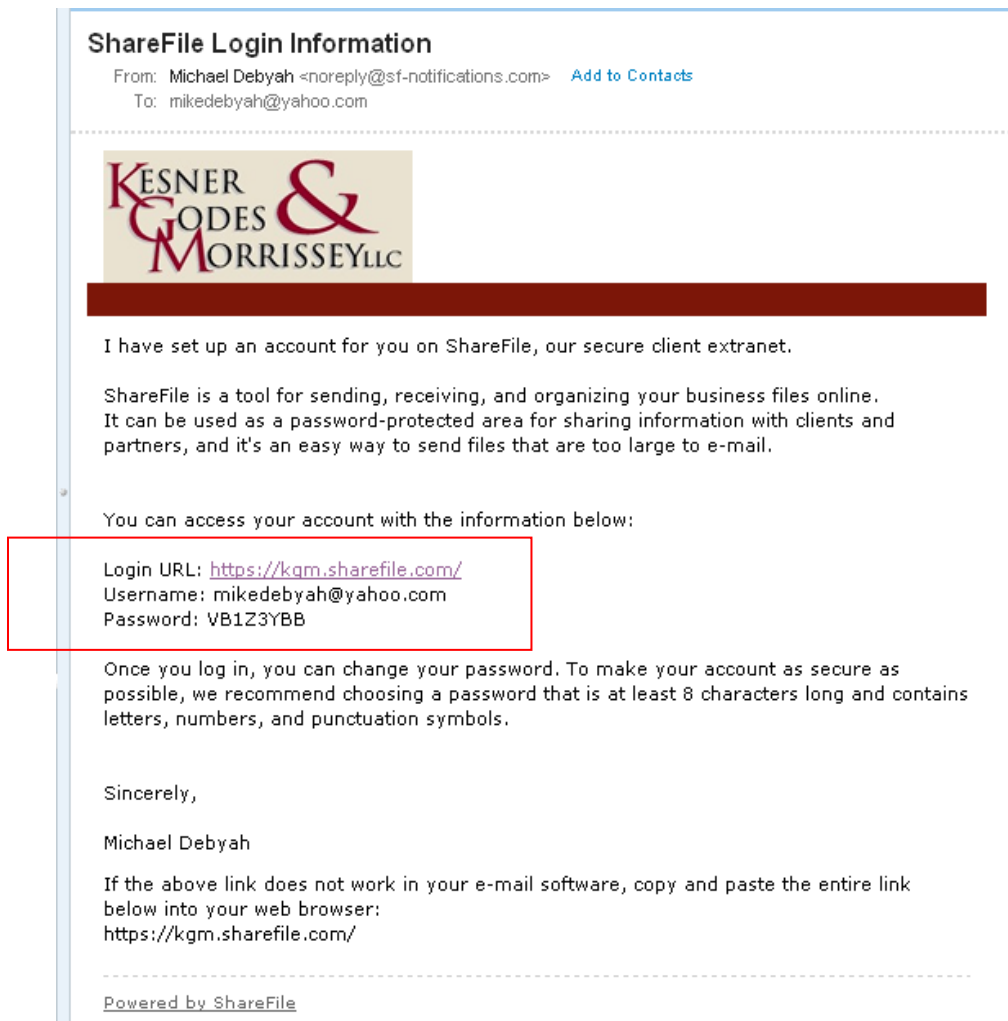 ShareFile Login Information
From: Michael Debyah <noreply@sf-notifications.com> Add to Contacts
To: mikedebyah@yahoo.com
KESNER
GODES &
MORRISSEY LLC
I have set up an account for you on ShareFile, our secure client extranet.
ShareFile is a tool for sending, receiving, and organizing your business files online.
It can be used as a password-protected area for sharing information with clients and
partners, and it's an easy way to send files that are too large to e-mail.
You can access your account with the information below:
Login URL: https://kgm.sharefile.com/
Username: mikedebyah@yahoo.com
Password: VB1Z3YBB
Once you log in, you can change your password. To make your account as secure as
possible, we recommend choosing a password that is at least 8 characters long and contains
letters, numbers, and punctuation symbols.
Sincerely,
Michael Debyah
If the above link does not work in your e-mail software, copy and paste the entire link
below into your web browser:
https://kgm.sharefile.com/
Powered by ShareFile